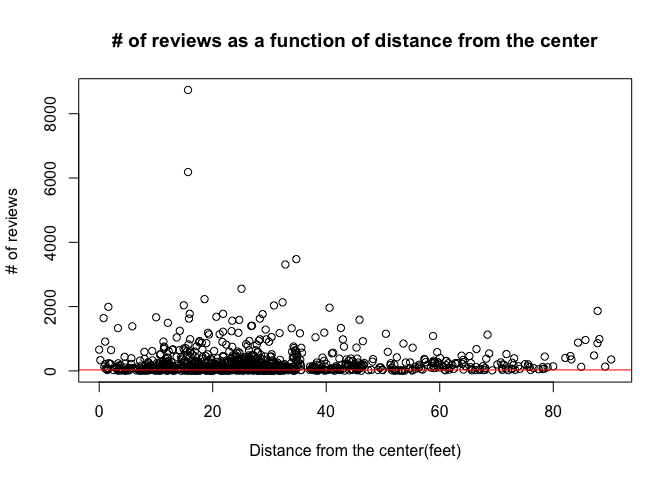 # of reviews as a function of distance from the center
# of reviews
8000
6000
4000
2000
0
0 20 40 60 80
Distance from the center(feet)